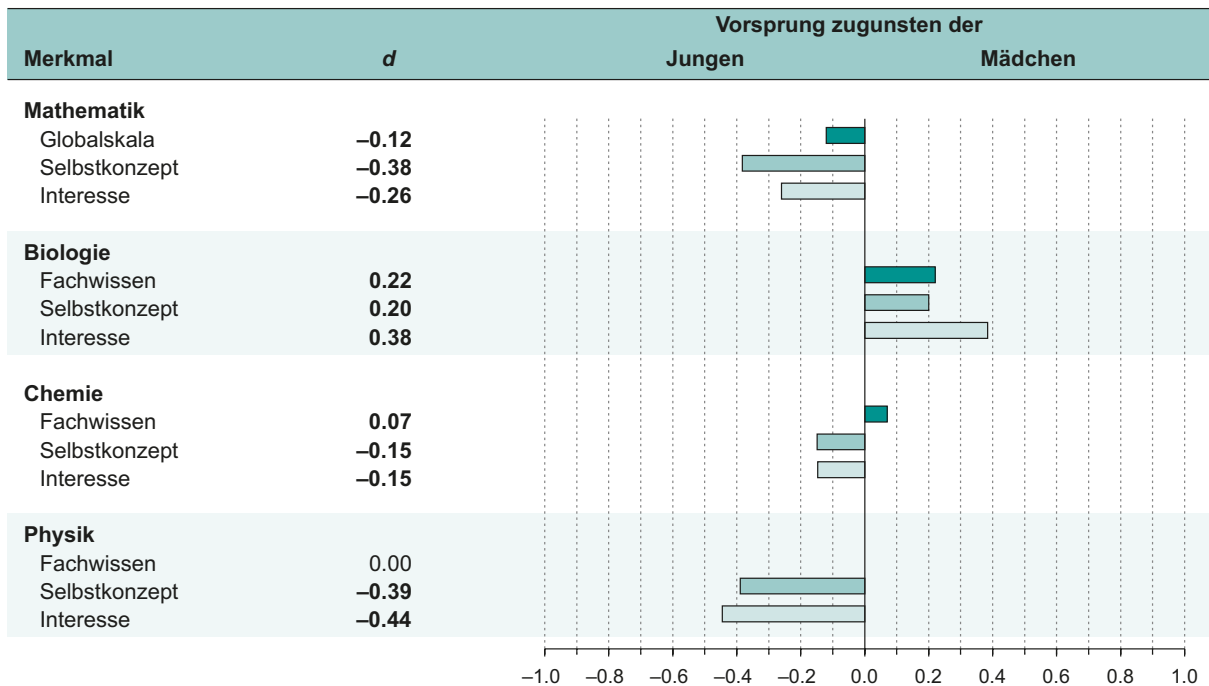 Vorsprung zugunsten der
Merkmal d Jungen Mädchen
Mathematik
Globalskala –0.12
Selbstkonzept –0.38
Interesse –0.26
Biologie
Fachwissen 0.22
Selbstkonzept 0.20
Interesse 0.38
Chemie
Fachwissen 0.07
Selbstkonzept –0.15
Interesse –0.15
Physik
Fachwissen 0.00
Selbstkonzept –0.39
Interesse –0.44
–1.0 –0.8 –0.6 –0.4 –0.2 0.0 0.2 0.4 0.6 0.8 1.0